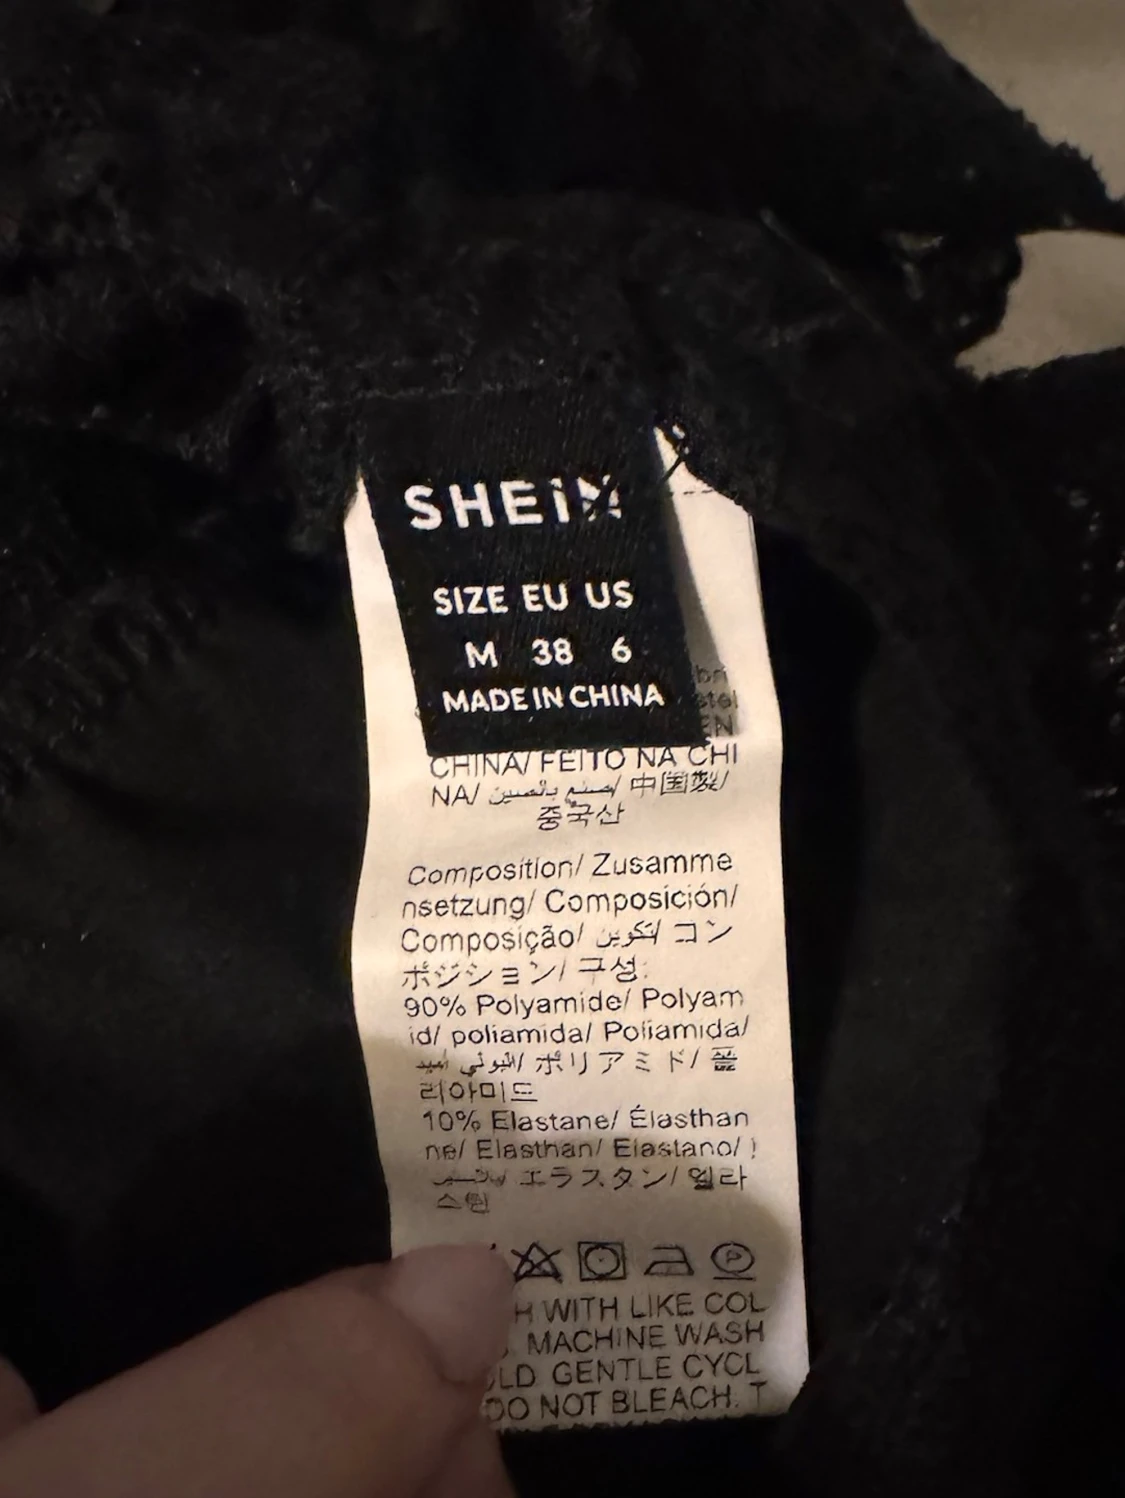 SHEIN
SIZE EU US
M 38 6
MADE IN CHINA
EN
CHINA/ FEITO NA CHI
NA/ صنع بالصين/ 中国製/
중국산
Composition/ Zusamme
nsetzung/ Composición/
Composição/ تكوين/ コン
ポジション/ 구성:
90% Polyamide/ Polyam
id/ poliamida/ Poliamida/
البولي أميد/ ポリアミド/ 폴
리아미드
10% Elastane/ Élasthan
ne/ Elasthan/ Elastano/
エラスタン/ 엘라
스틴
H WITH LIKE COL
MACHINE WASH
LD GENTLE CYCL
DO NOT BLEACH. T